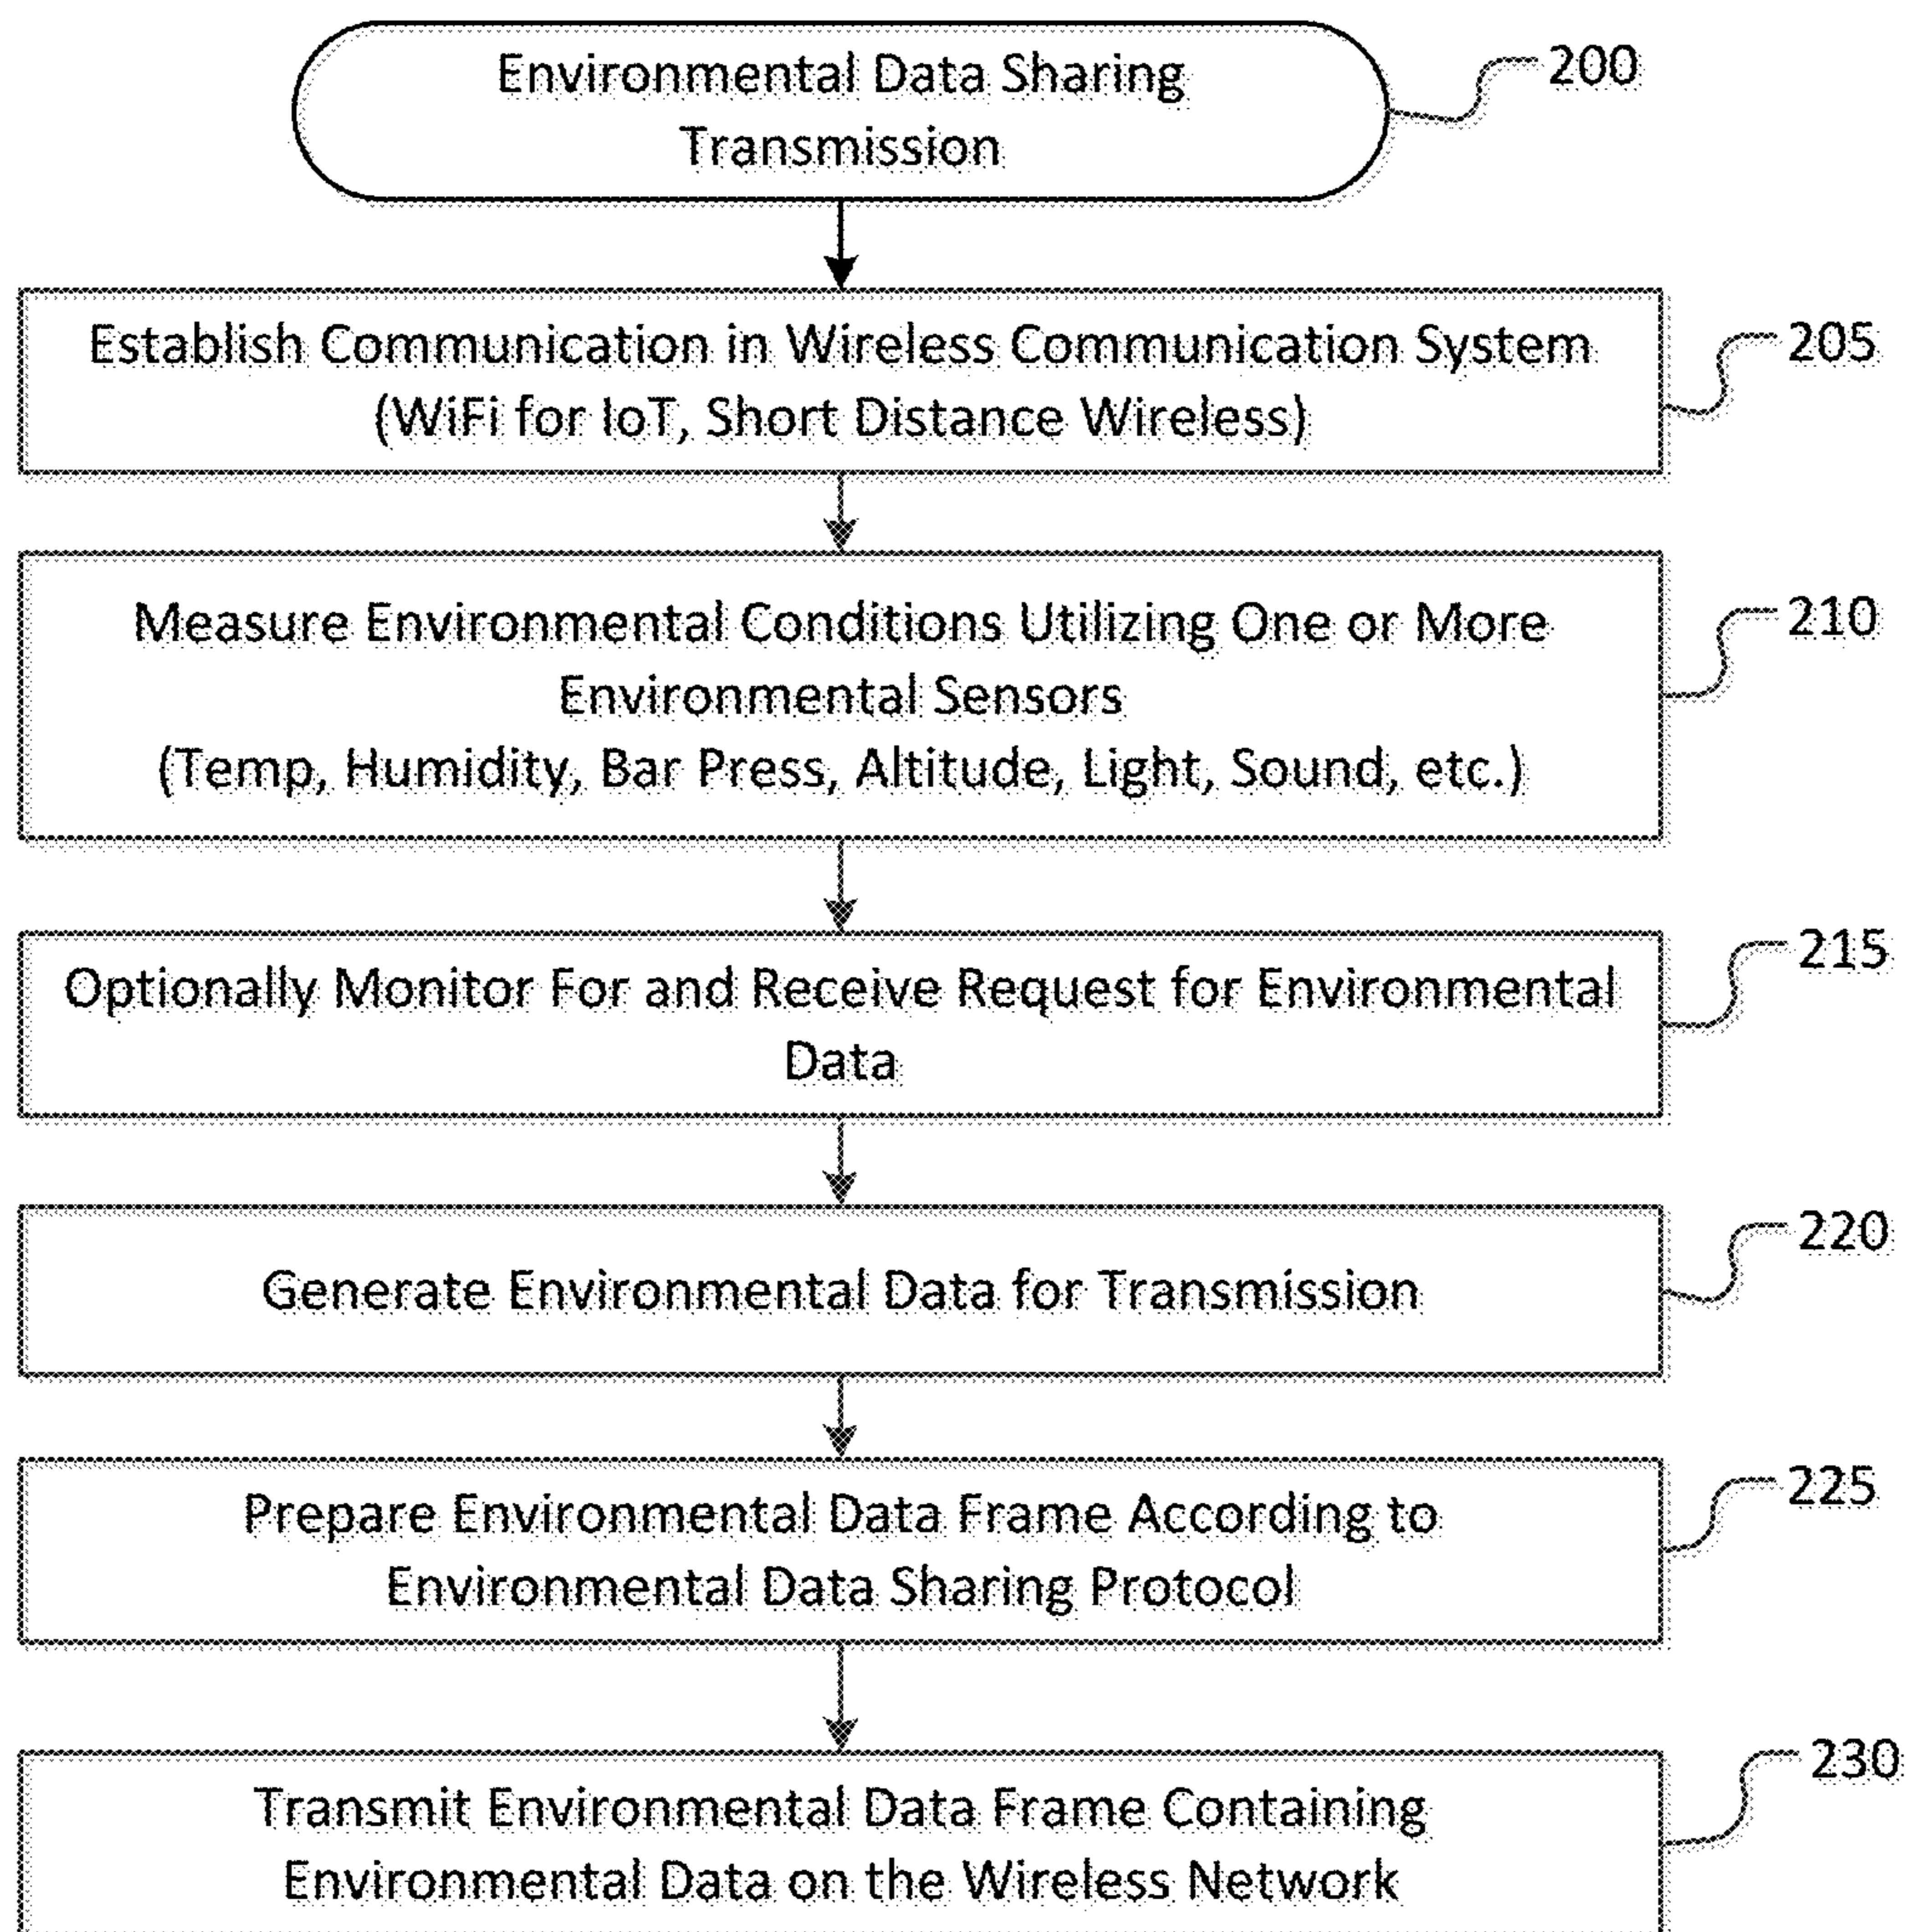 Environmental Data Sharing
Transmission
200
Establish Communication in Wireless Communication System
(WiFi for IoT, Short Distance Wireless)
205
Measure Environmental Conditions Utilizing One or More
Environmental Sensors
(Temp, Humidity, Bar Press, Altitude, Light, Sound, etc.)
210
Optionally Monitor For and Receive Request for Environmental
Data
215
Generate Environmental Data for Transmission
220
Prepare Environmental Data Frame According to
Environmental Data Sharing Protocol
225
Transmit Environmental Data Frame Containing
Environmental Data on the Wireless Network
230